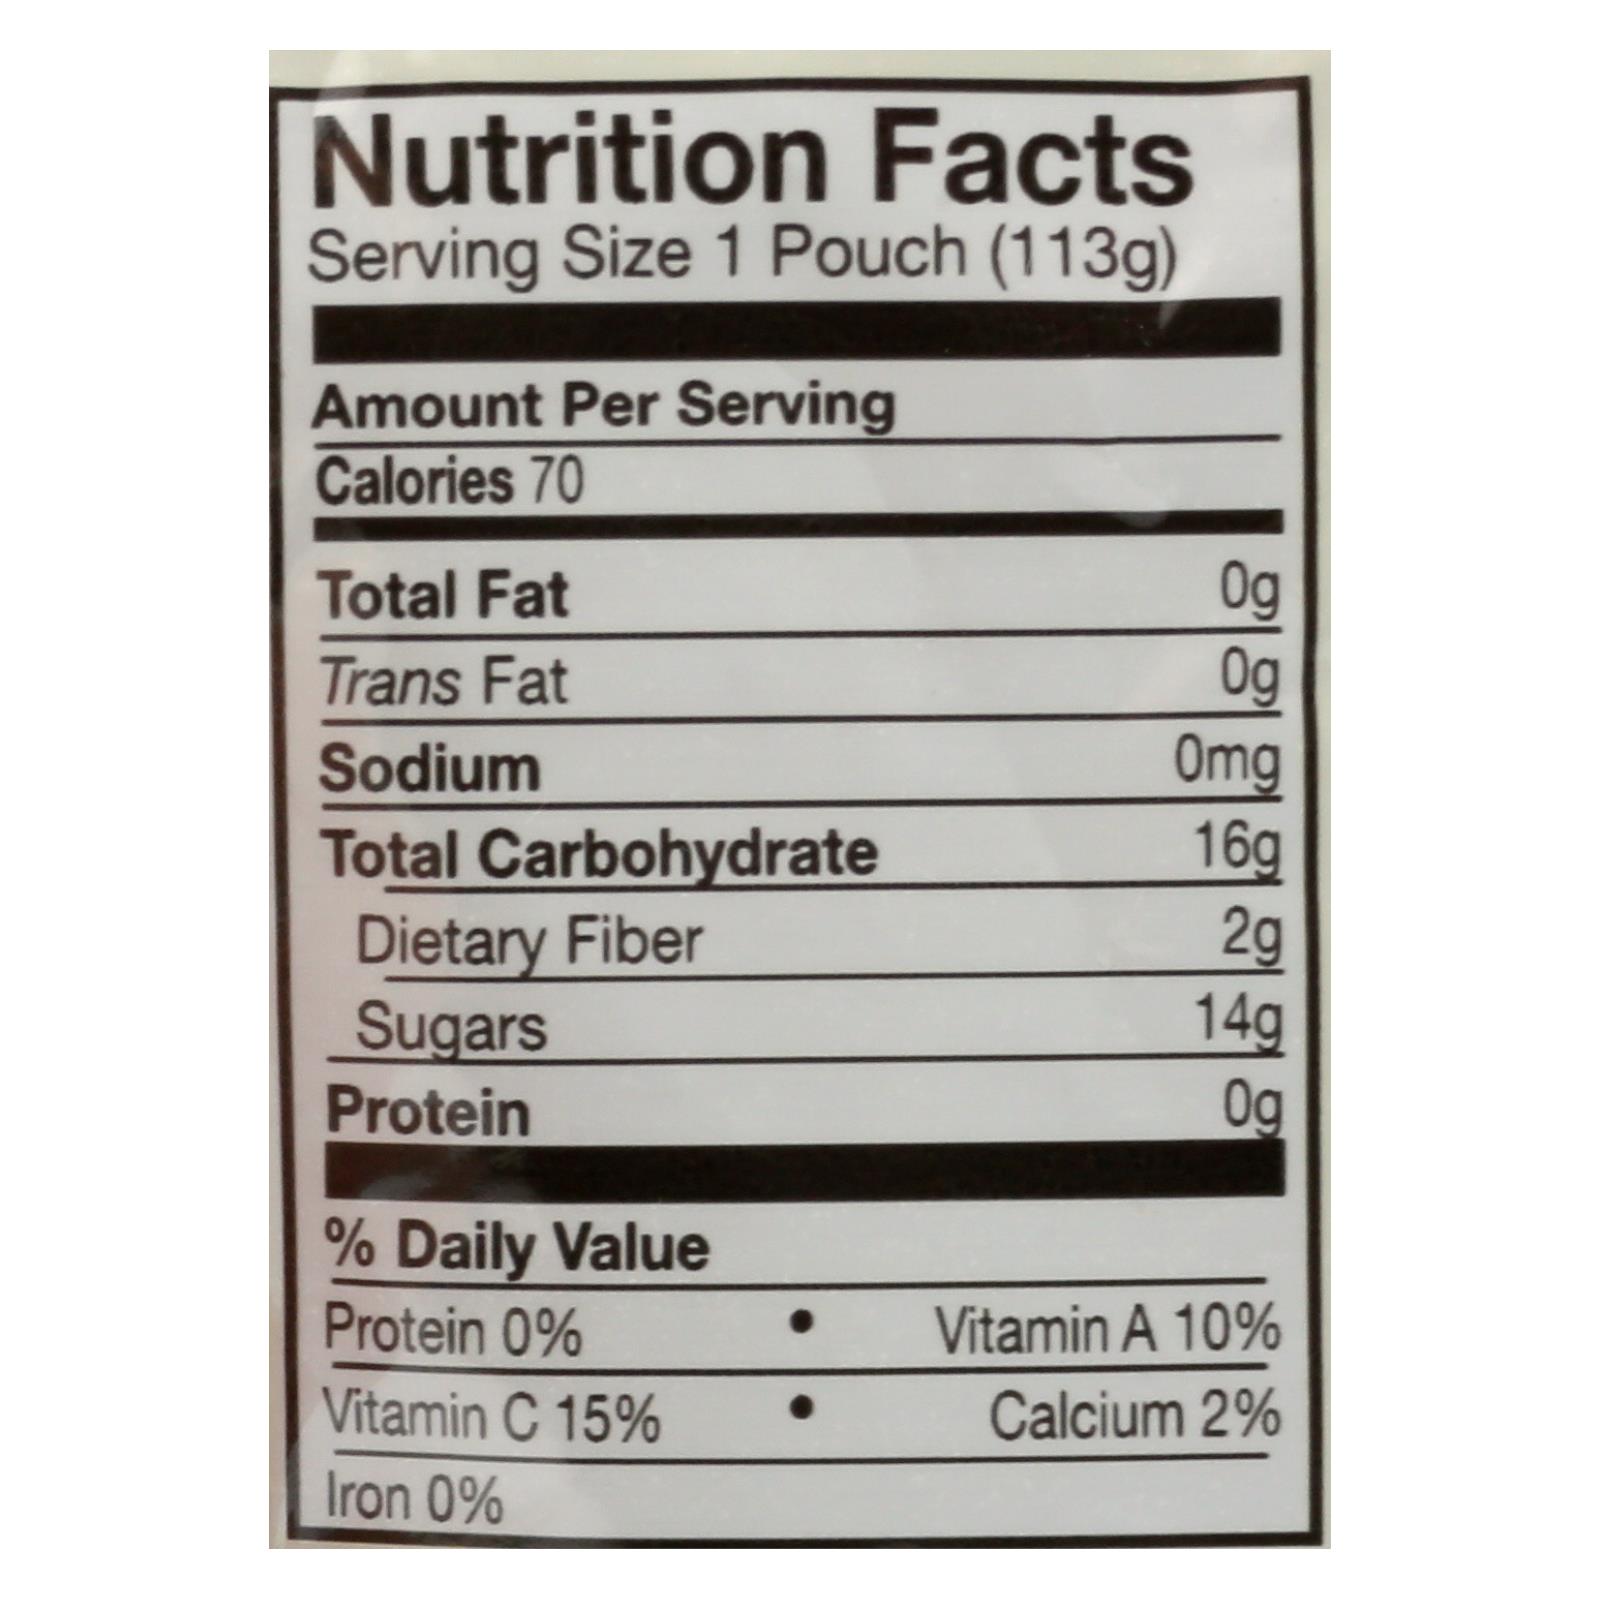 Nutrition Facts
Serving Size 1 Pouch (113g)
Amount Per Serving
Calories 70
Total Fat 0g
Trans Fat 0g
Sodium 0mg
Total Carbohydrate 16g
Dietary Fiber 2g
Sugars 14g
Protein 0g
% Daily Value
Protein 0% • Vitamin A 10%
Vitamin C 15% • Calcium 2%
Iron 0%